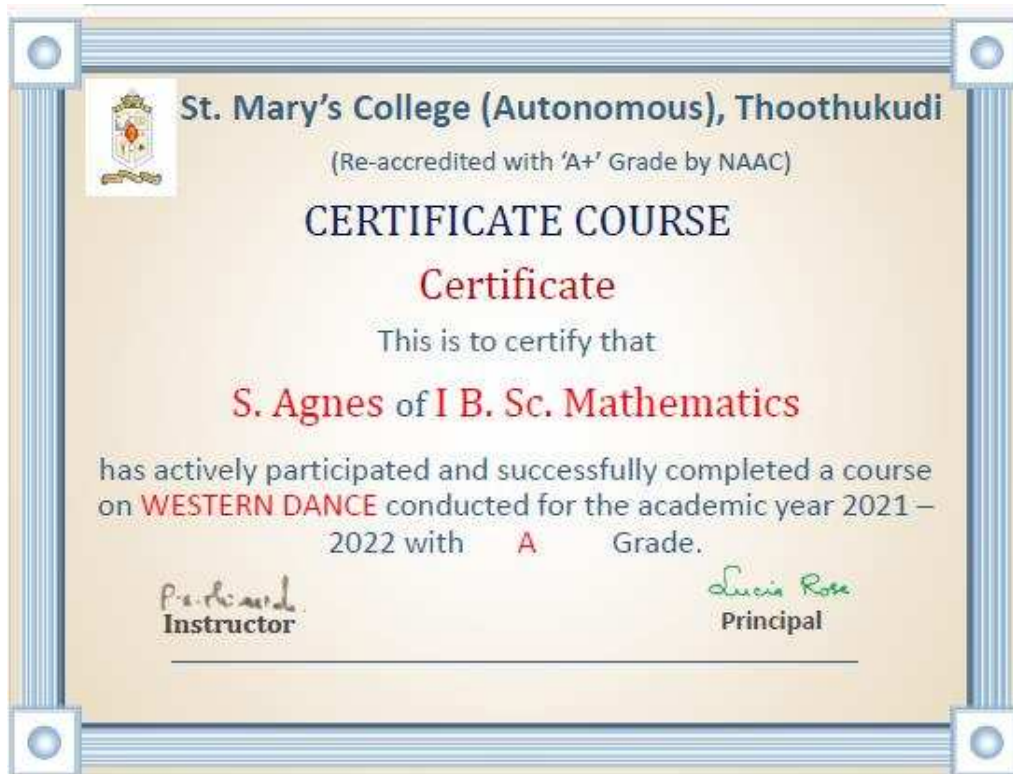 St. Mary's College (Autonomous), Thoothukudi
(Re-accredited with 'A+' Grade by NAAC)
CERTIFICATE COURSE
Certificate
This is to certify that
S. Agnes of I B. Sc. Mathematics
has actively participated and successfully completed a course
on WESTERN DANCE conducted for the academic year 2021 –
2022 with A Grade.
Lucia Rose
Instructor
Principal